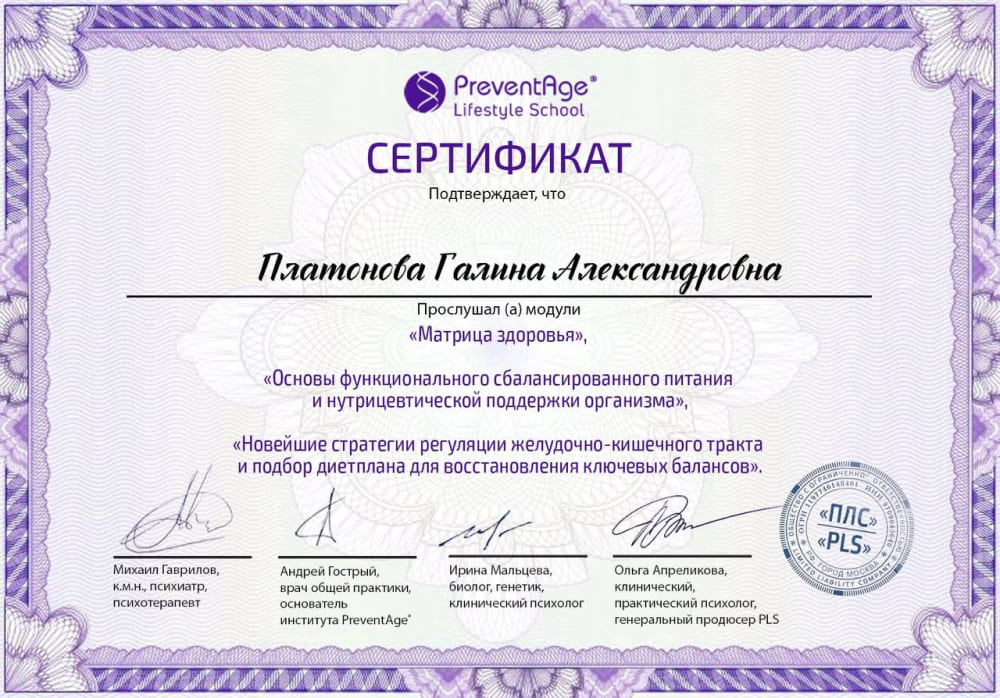 PreventAge®
Lifestyle School
СЕРТИФИКАТ
Подтверждает, что
Платонова Галина Александровна
Прослушал (а) модули
«Матрица здоровья»,
«Основы функционального сбалансированного питания
и нутрицевтической поддержки организма»,
«Новейшие стратегии регуляции желудочно-кишечного тракта
и подбор диетплана для восстановления ключевых балансов».
Михаил Гаврилов,
к.м.н., психиатр,
психотерапевт
Андрей Гострый,
врач общей практики,
основатель
института PreventAge®
Ирина Мальцева,
биолог, генетик,
клинический психолог
Ольга Апреликова,
клинический,
практический психолог,
генеральный продюсер PLS
ОБЩЕСТВО С ОГРАНИЧЕННОЙ ОТВЕТСТВЕННОСТЬЮ
LIMITED LIABILITY COMPANY
РФ, ГОРОД МОСКВА
«ПЛС»
«PLS»